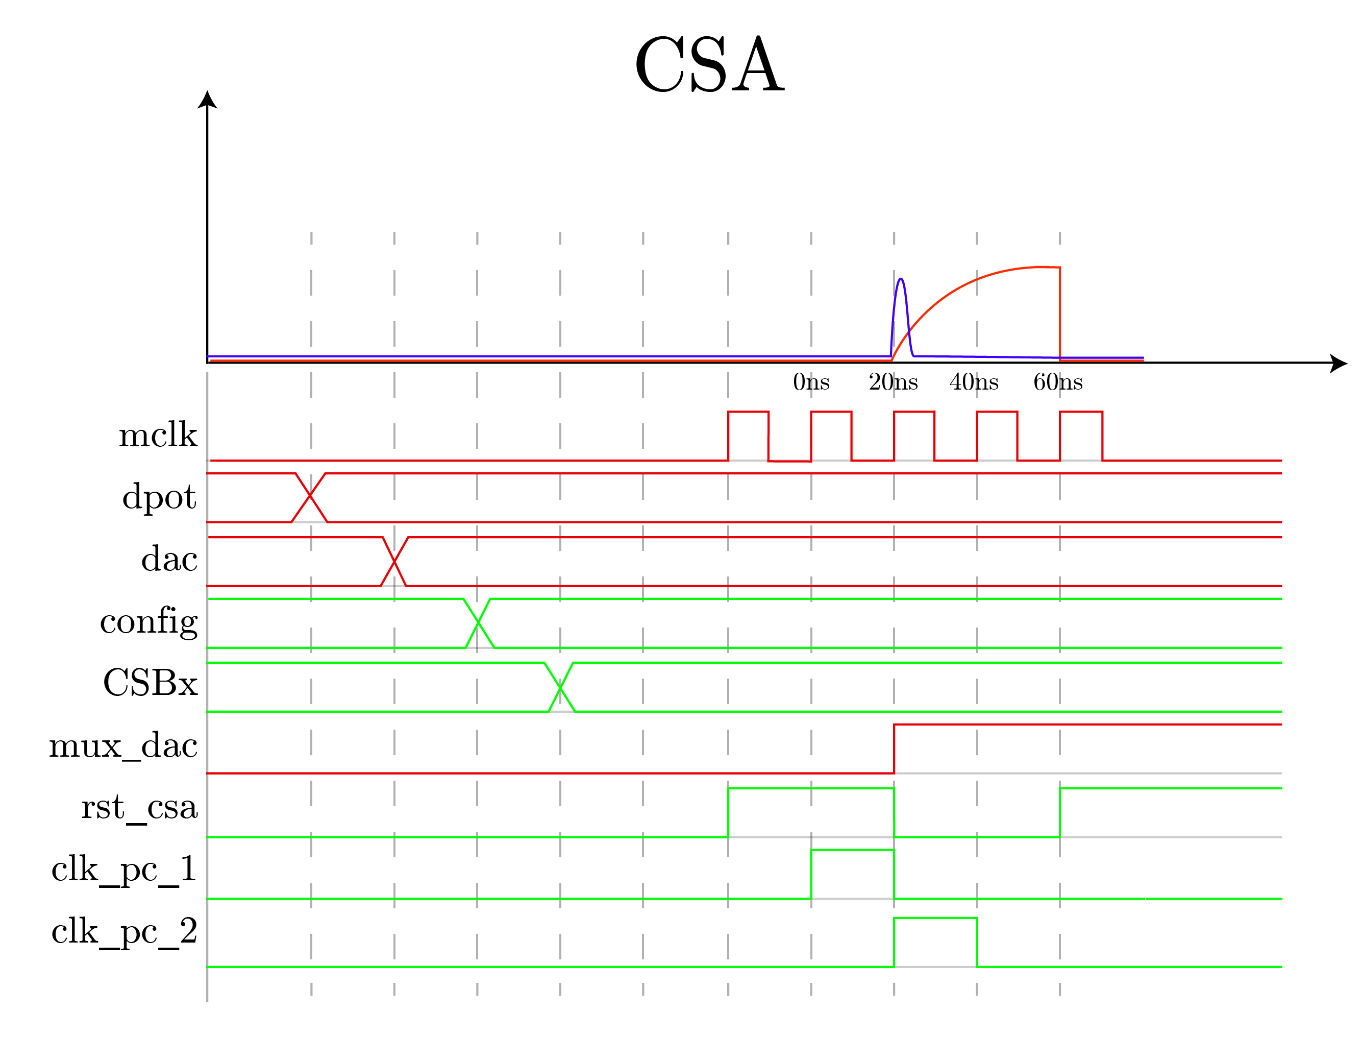 CSA
0ns 20ns 40ns 60ns
mclk
dpot
dac
config
CSBx
mux_dac
rst_csa
clk_pc_1
clk_pc_2